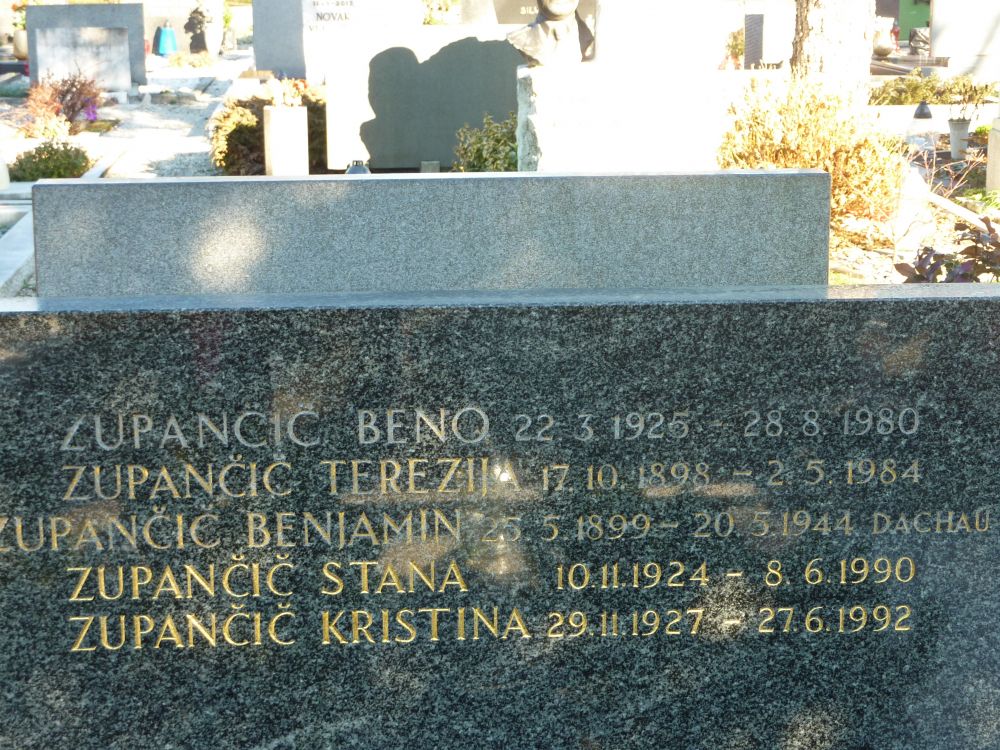 NOVAK
ZUPANČIČ BENO 22 3 1925 - 28 8 1980
ZUPANČIČ TEREZIJA 17. 10. 1898 - 2. 5. 1984
ZUPANČIČ BENJAMIN 25 5. 1899 - 20 5.1944 DACHAU
ZUPANČIČ STANA 10.11.1924 - 8. 6. 1990
ZUPANČIČ KRISTINA 29.11.1927 - 27.6.1992